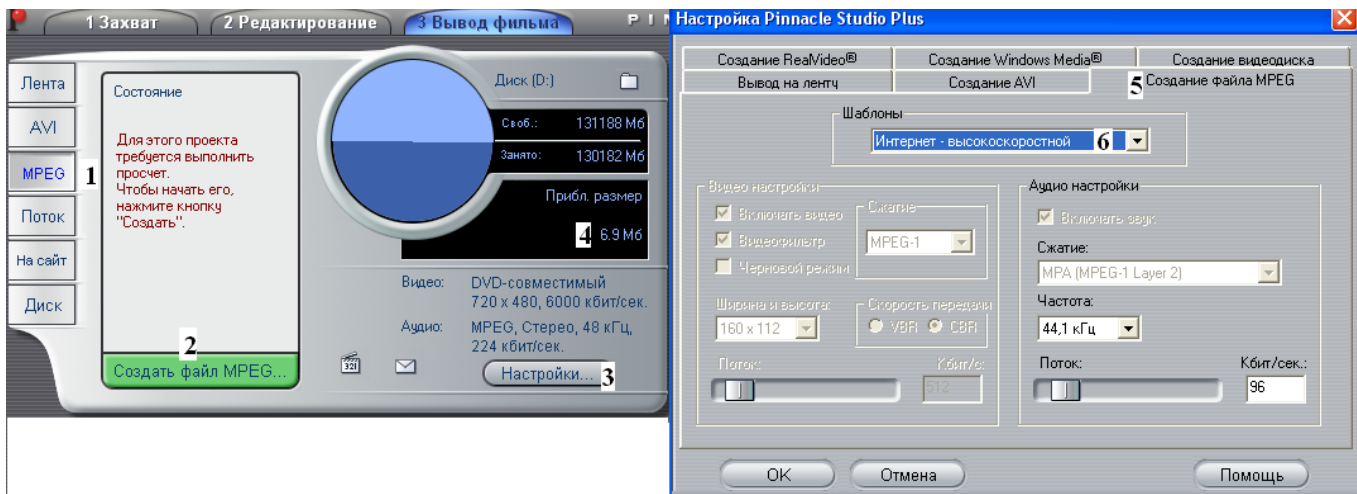 1 Захват
2 Редактирование
3 Вывод фильма
P I
Лента
AVI
MPEG
1
Поток
На сайт
Диск
Состояние
Для этого проекта
требуется выполнить
просчет.
Чтобы начать его,
нажмите кнопку
"Создать".
2
Создать файл MPEG...
Диск (D:)
Своб.: 131188 Мб
Занято: 130182 Мб
Прибл. размер
4 6.9 Мб
Видео: DVD-совместимый
720 x 480, 6000 кбит/сек.
Аудио: MPEG, Стерео, 48 кГц,
224 кбит/сек.
321
Настройки... 3
Настройка Pinnacle Studio Plus
Создание RealVideo®
Создание Windows Media®
Создание видеодиска
Вывод на ленту
Создание AVI
5 Создание файла MPEG
Шаблоны
Интернет - высокоскоростной 6
Видео настройки
Включать видео
Видеофильтр
Черновой режим
Сжатие
MPEG-1
Ширина и высота:
160 x 112
Скорость передачи
VBR CBR
Поток: Кбит/с:
512
Аудио настройки
Включать звук
Сжатие:
MPA (MPEG-1 Layer 2)
Частота:
44,1 кГц
Поток: Кбит/сек.:
96
OK
Отмена
Помощь